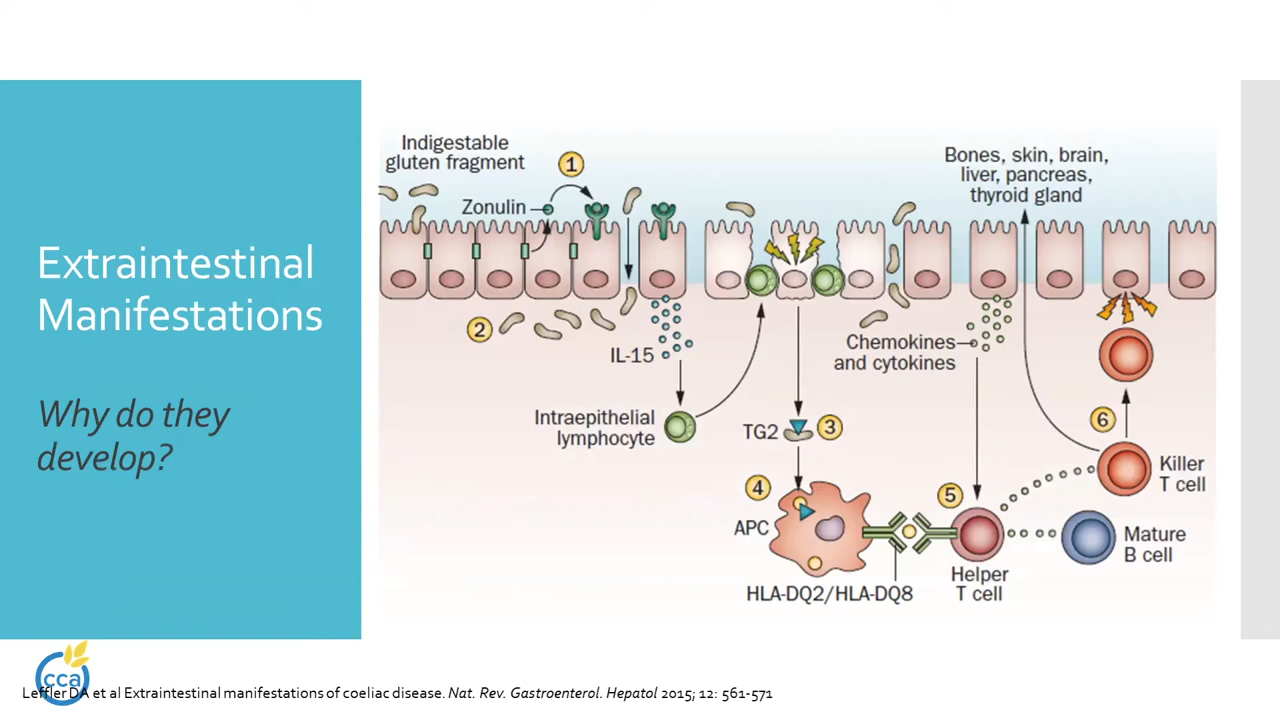 Extraintestinal
Manifestations
Why do they
develop?
Indigestable
gluten fragment
1
Zonulin
2
IL-15
Intraepithelial
lymphocyte
TG2
3
4
APC
HLA-DQ2/HLA-DQ8
Chemokines
and cytokines
5
Helper
T cell
Bones, skin, brain,
liver, pancreas,
thyroid gland
6
Killer
T cell
Mature
B cell
cca
Leffler DA et al Extraintestinal manifestations of coeliac disease. Nat. Rev. Gastroenterol. Hepatol 2015; 12: 561-571